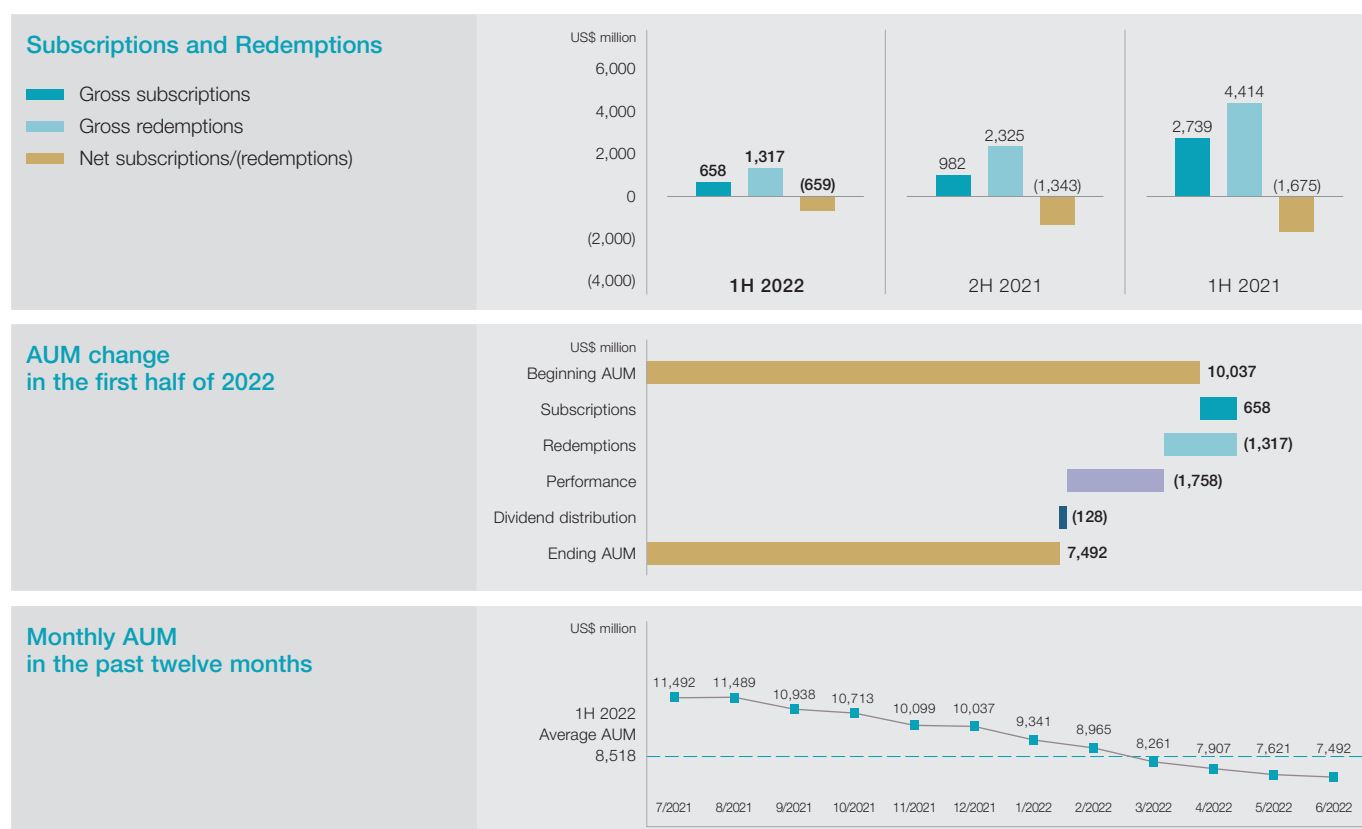 Subscriptions and Redemptions
Gross subscriptions
Gross redemptions
Net subscriptions/(redemptions)
US$ million
6,000
4,000
2,000
0
(2,000)
(4,000)
658
1,317
(659)
1H 2022
982
2,325
(1,343)
2H 2021
2,739
4,414
(1,675)
1H 2021
AUM change
in the first half of 2022
US$ million
Beginning AUM
10,037
Subscriptions
658
Redemptions
(1,317)
Performance
(1,758)
Dividend distribution
(128)
Ending AUM
7,492
Monthly AUM
in the past twelve months
US$ million
1H 2022
Average AUM
8,518
11,492
11,489
10,938
10,713
10,099
10,037
9,341
8,965
8,261
7,907
7,621
7,492
7/2021
8/2021
9/2021
10/2021
11/2021
12/2021
1/2022
2/2022
3/2022
4/2022
5/2022
6/2022